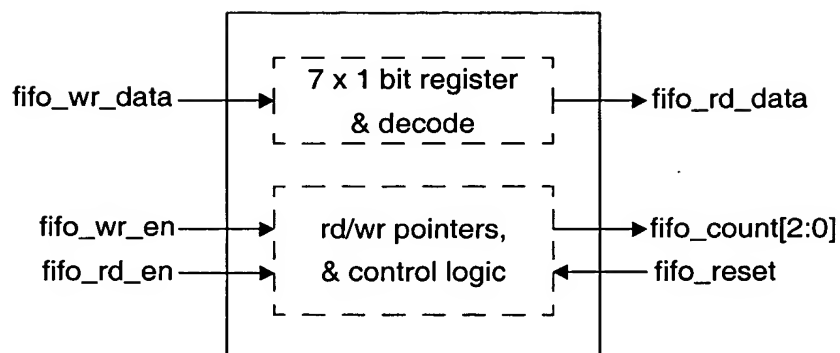 7 x 1 bit register
fifo_wr_data
fifo_rd_data
& decode
fifo_wr_en
rd/wr pointers,
fifo_count[2:0]
fifo_rd_en
& control logic
fifo_reset